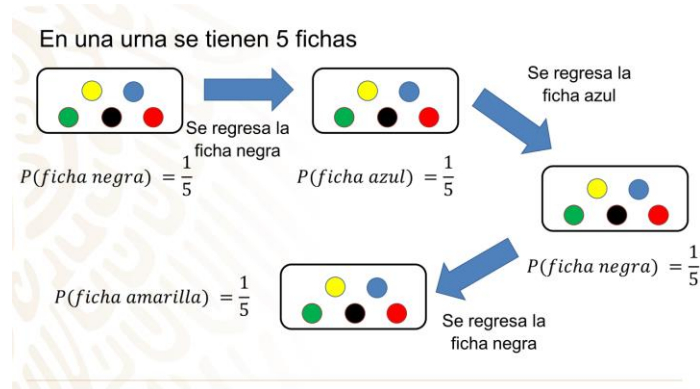 En una urna se tienen 5 fichas
Se regresa la
ficha negra
P(ficha negra) = 1/5
P(ficha azul) = 1/5
Se regresa la
ficha azul
P(ficha negra) = 1/5
Se regresa la
ficha negra
P(ficha amarilla) = 1/5